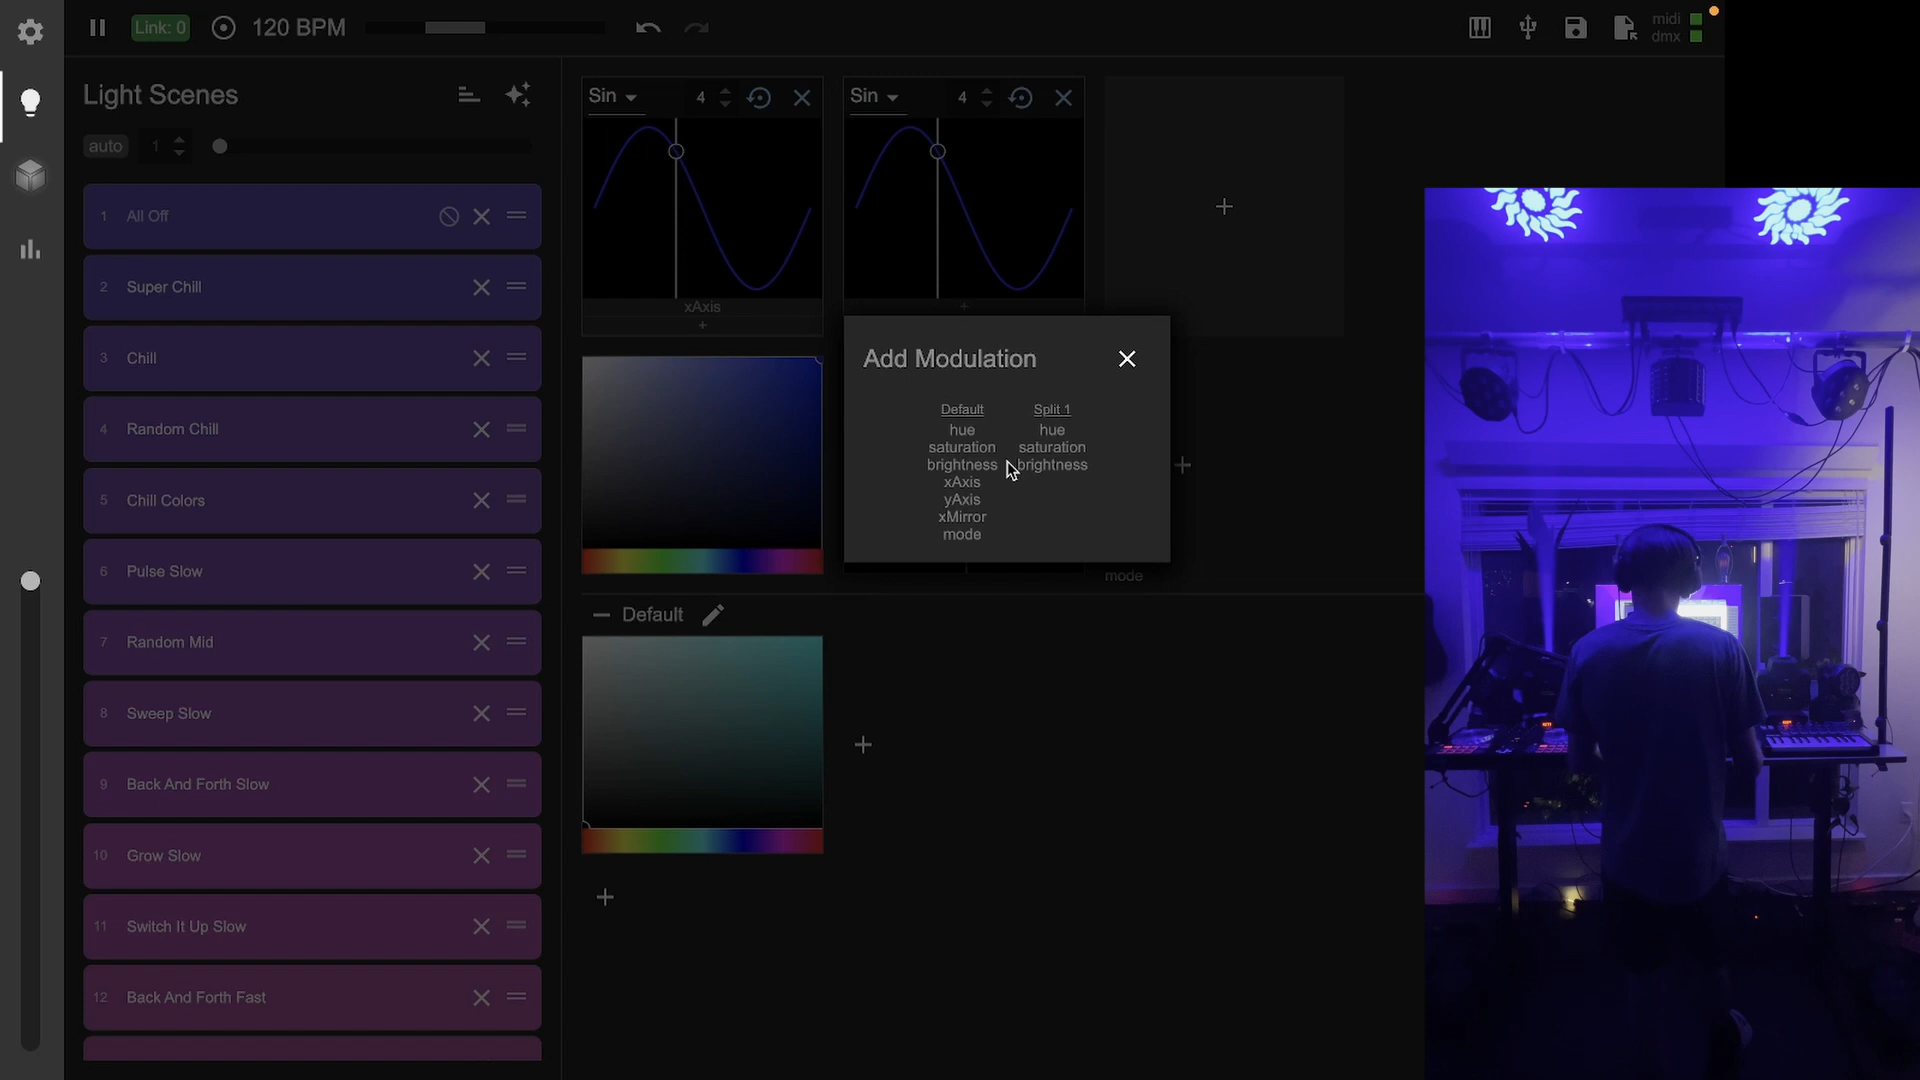 Link: 0
120 BPM
midi
dmx
Light Scenes
auto
1
1 All Off
2 Super Chill
3 Chill
4 Random Chill
5 Chill Colors
6 Pulse Slow
7 Random Mid
8 Sweep Slow
9 Back And Forth Slow
10 Grow Slow
11 Switch It Up Slow
12 Back And Forth Fast
Sin
4
xAxis
+
Sin
4
+
+
Add Modulation
Default
hue
saturation
brightness
xAxis
yAxis
xMirror
mode
Split 1
hue
saturation
brightness
+
mode
Default
+
+